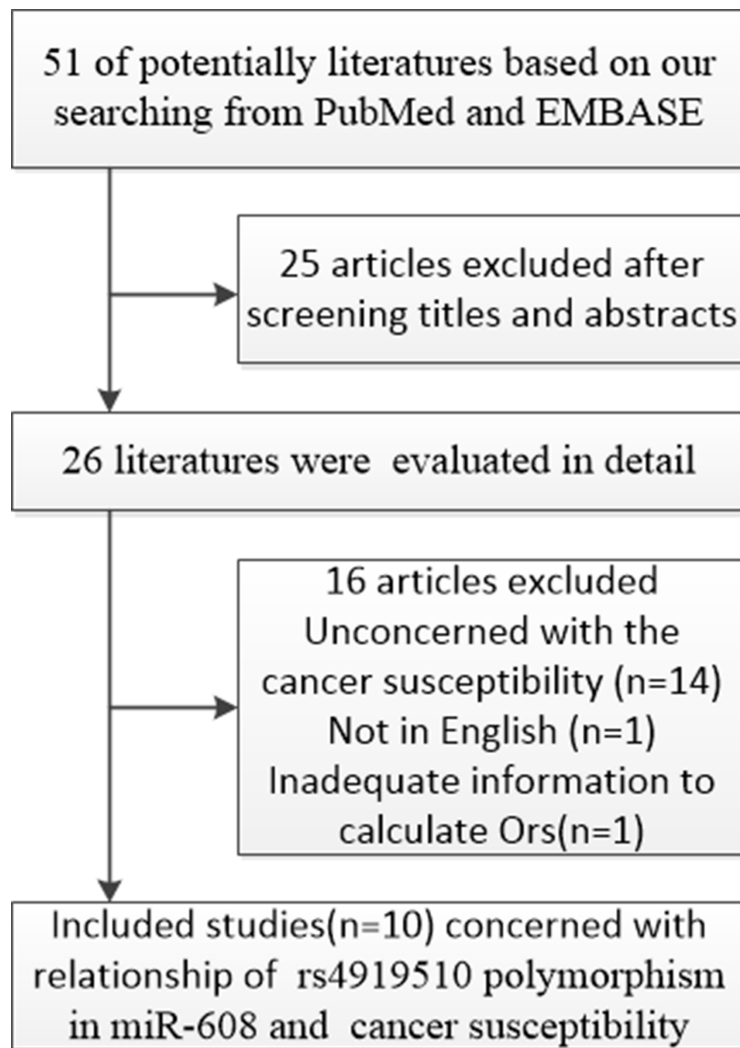 51 of potentially literatures based on our
searching from PubMed and EMBASE
25 articles excluded after
screening titles and abstracts
26 literatures were evaluated in detail
16 articles excluded
Unconcerned with the
cancer susceptibility (n=14)
Not in English (n=1)
Inadequate information to
calculate Ors(n=1)
Included studies(n=10) concerned with
relationship of rs4919510 polymorphism
in miR-608 and cancer susceptibility